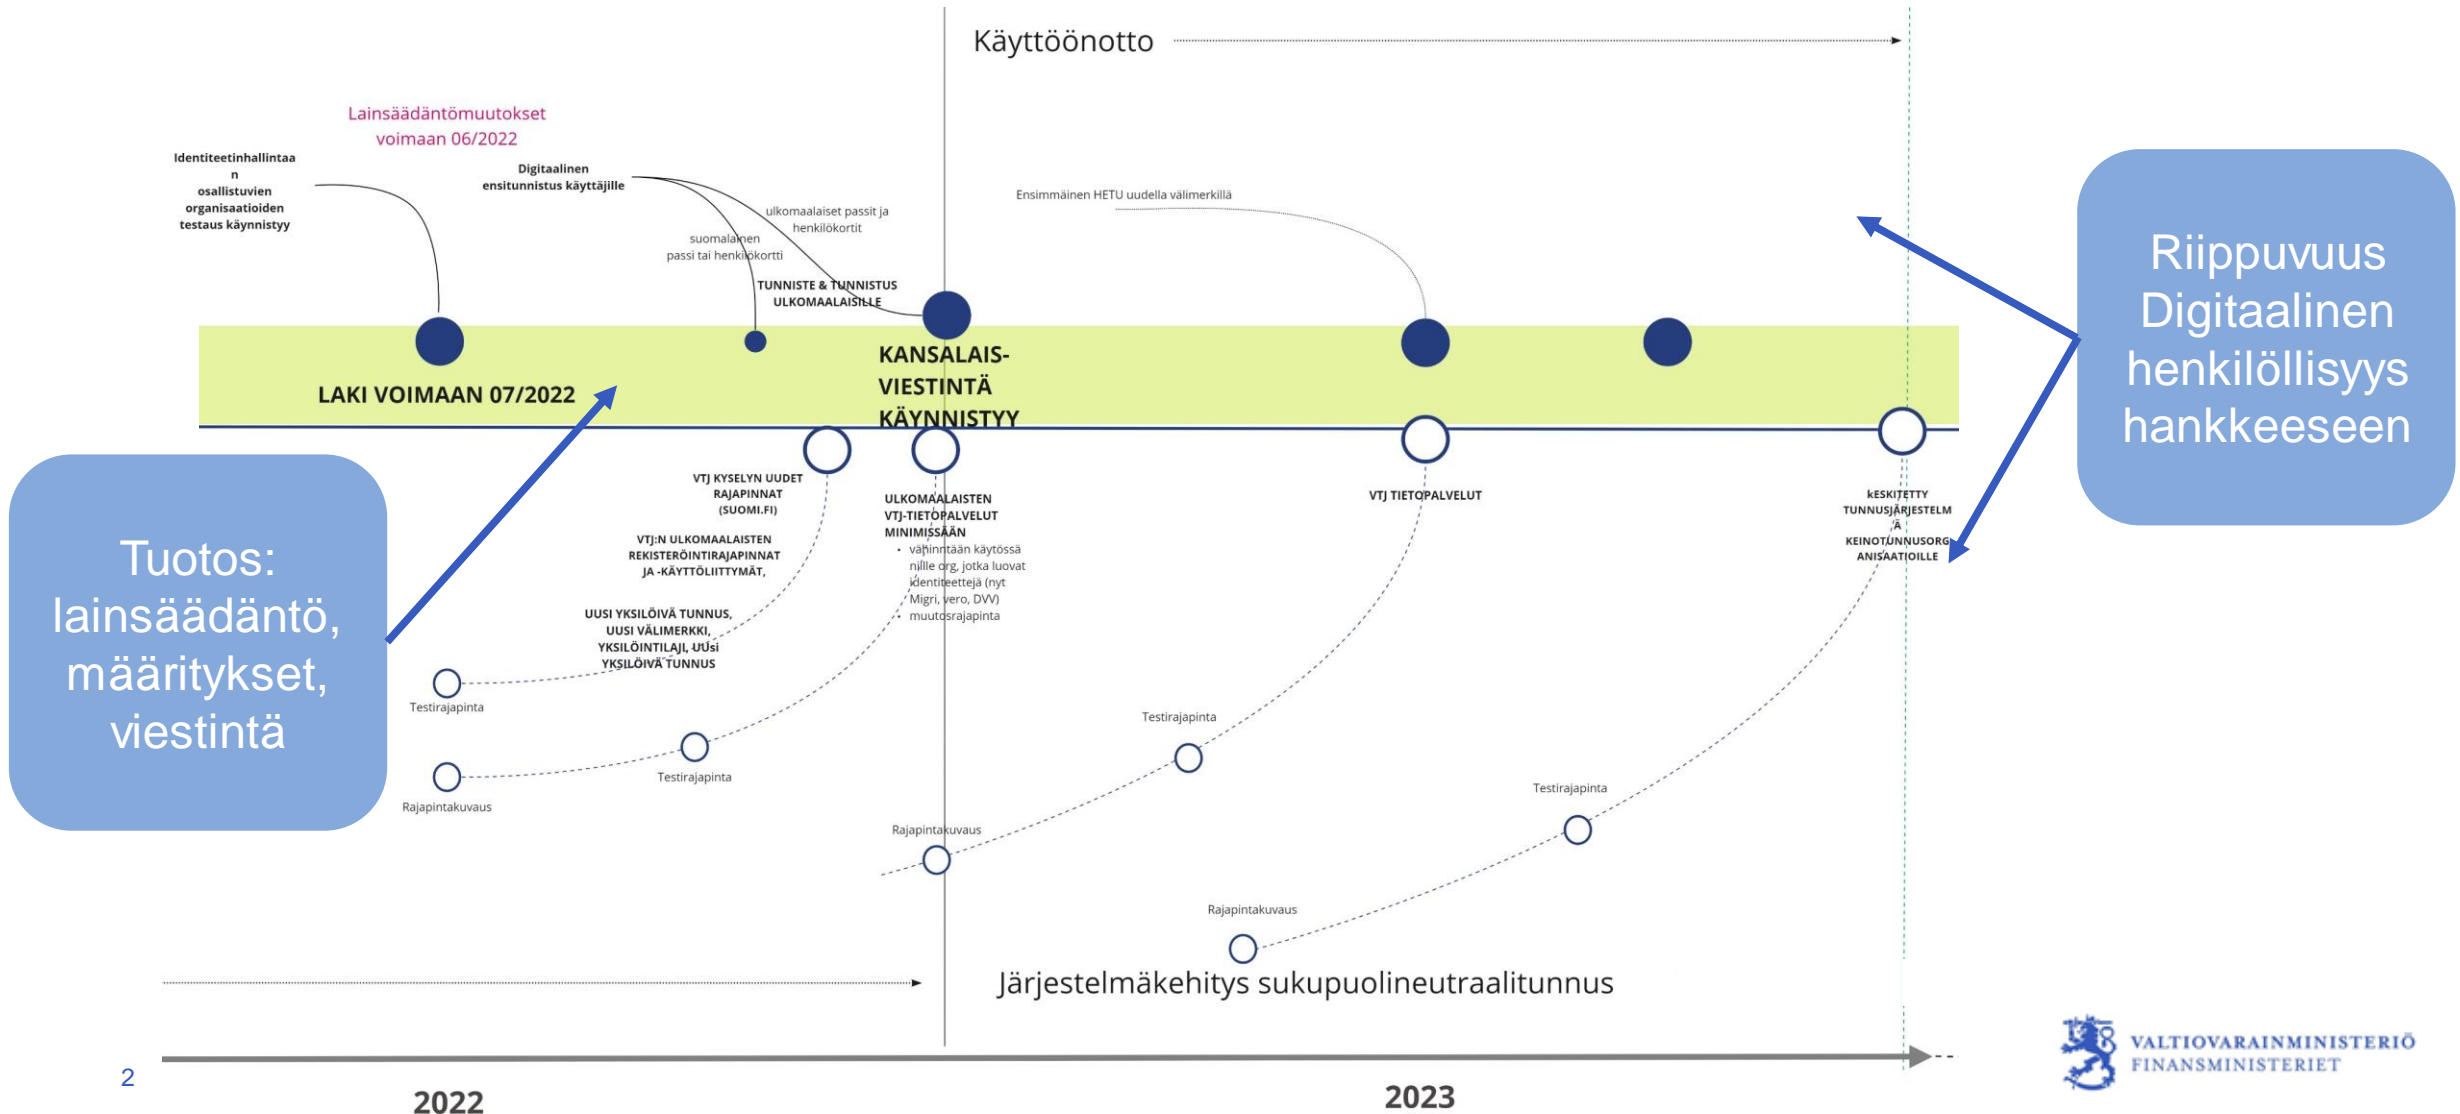 Käyttöönotto
Lainsäädäntömuutokset
voimaan 06/2022
Identiteetinhallintaa
n
osallistuvien
organisaatioiden
testaus käynnistyy
Digitaalinen
ensitunnistus käyttäjille
ulkomaalaiset passit ja
henkilökortit
suomalainen
passi tai henkilökortti
TUNNISTE & TUNNISTUS
ULKOMAALAISILLE
Ensimmäinen HETU uudella välimerkillä
Riippuvuus
Digitaalinen
henkilöllisyys
hankkeeseen
LAKI VOIMAAN 07/2022
KANSALAIS-
VIESTINTÄ
KÄYNNISTYY
Tuotos:
lainsäädäntö,
määritykset,
viestintä
VTJ KYSELYN UUDET
RAJAPINNAT
(SUOMI.FI)
VTJ:N ULKOMAALAISTEN
REKISTERÖINTIRAJAPINNAT
JA -KÄYTTÖLIITTYMÄT,
UUSI YKSILÖIVÄ TUNNUS,
UUSI VÄLIMERKKI,
YKSILÖINTILAJI, UUsi
YKSILÖIVÄ TUNNUS
ULKOMAALAISTEN
VTJ-TIETOPALVELUT
MINIMISSÄÄN
• vähinntään käytössä
niille org, jotka luovat
identiteettejä (nyt
Migri, vero, DVV)
• muutosrajapinta
VTJ TIETOPALVELUT
kESKITETTY
TUNNUSJÄRJESTELM
Ä
KEINOTUNNUSORG
ANISAATIOILLE
Testirajapinta
Rajapintakuvaus
Testirajapinta
Testirajapinta
Rajapintakuvaus
Testirajapinta
Rajapintakuvaus
Järjestelmäkehitys sukupuolineutraalitunnus
2
2022
2023
VALTIOVARAINMINISTERIÖ
FINANSMINISTERIET